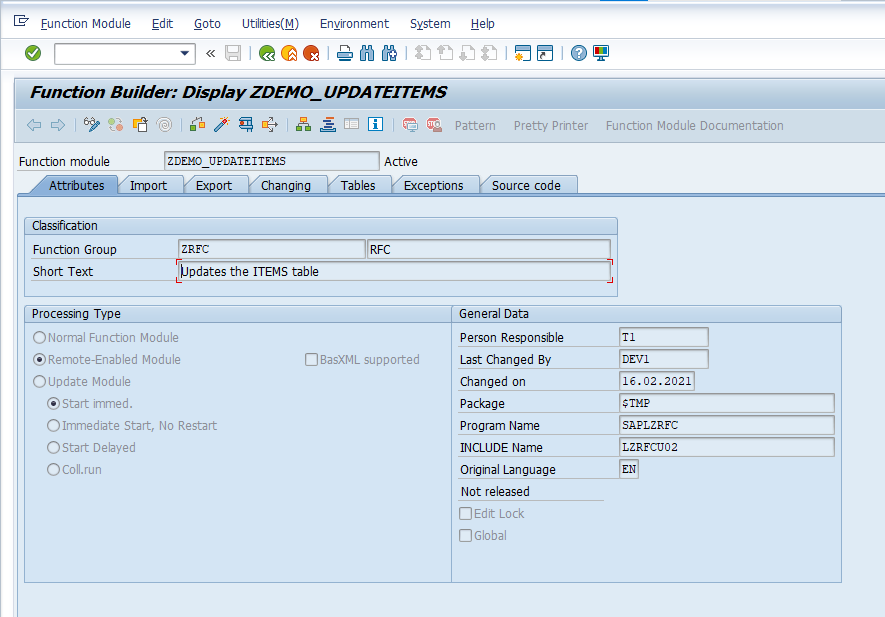 Function Module Edit Goto Utilities(M) Environment System Help
Function Builder: Display ZDEMO_UPDATEITEMS
Pattern Pretty Printer Function Module Documentation
Function module ZDEMO_UPDATEITEMS Active
Attributes Import Export Changing Tables Exceptions Source code
Classification
Function Group ZRFC RFC
Short Text Updates the ITEMS table
Processing Type
Normal Function Module
Remote-Enabled Module BasXML supported
Update Module
Start immed.
Immediate Start, No Restart
Start Delayed
Coll.run
General Data
Person Responsible T1
Last Changed By DEV1
Changed on 16.02.2021
Package $TMP
Program Name SAPLZRFC
INCLUDE Name LZRFCU02
Original Language EN
Not released
Edit Lock
Global